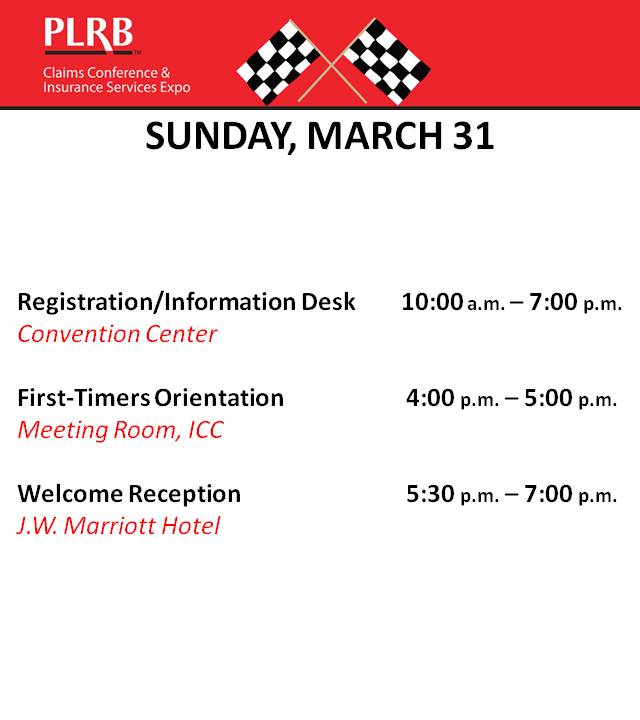 PLRB™
Claims Conference &
Insurance Services Expo
SUNDAY, MARCH 31
Registration/Information Desk 10:00 a.m. – 7:00 p.m.
Convention Center
First-Timers Orientation 4:00 p.m. – 5:00 p.m.
Meeting Room, ICC
Welcome Reception 5:30 p.m. – 7:00 p.m.
J.W. Marriott Hotel